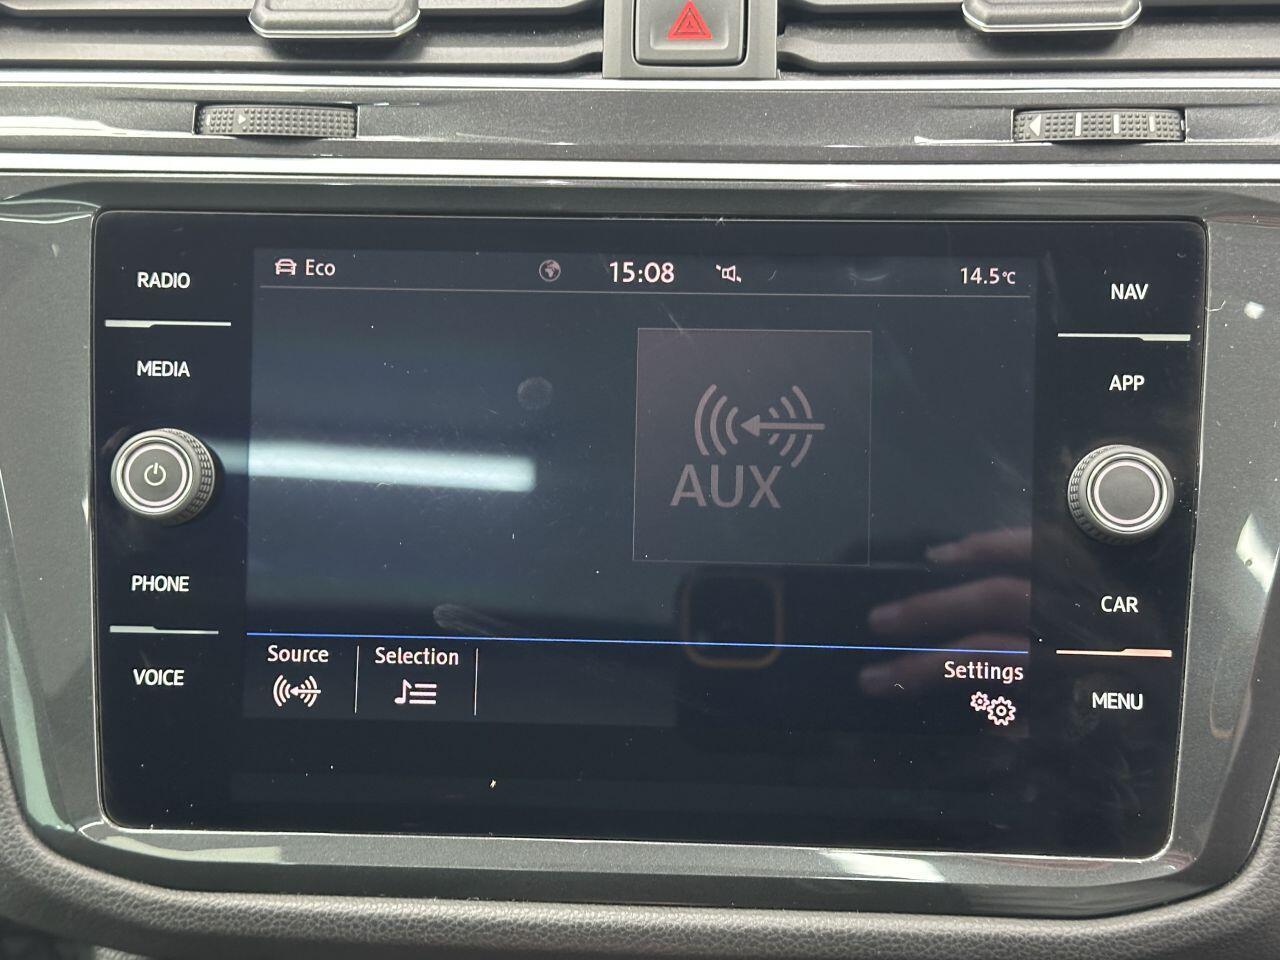 RADIO
MEDIA
PHONE
VOICE
Eco
15:08
14.5°C
AUX
Source
Selection
Settings
NAV
APP
CAR
MENU